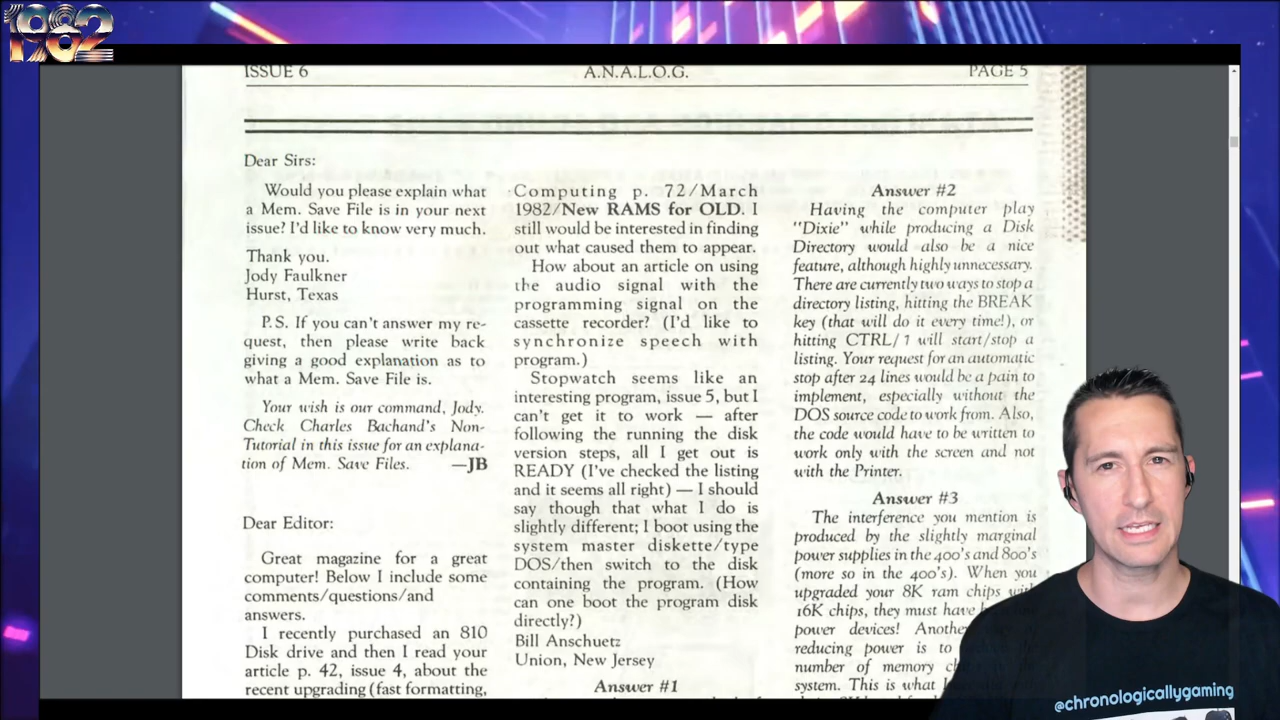 1982
ISSUE 6
A.N.A.L.O.G.
PAGE 5
Dear Sirs:
Would you please explain what
a Mem. Save File is in your next
issue? I'd like to know very much.
Thank you.
Jody Faulkner
Hurst, Texas
P.S. If you can't answer my re-
quest, then please write back
giving a good explanation as to
what a Mem. Save File is.
Your wish is our command, Jody.
Check Charles Bachand's Non-
Tutorial in this issue for an explana-
tion of Mem. Save Files. —JB
Dear Editor:
Great magazine for a great
computer! Below I include some
comments/questions/and
answers.
I recently purchased an 810
Disk drive and then I read your
article p. 42, issue 4, about the
recent upgrading (fast formatting,
Computing p. 72/March
1982/New RAMS for OLD. I
still would be interested in finding
out what caused them to appear.
How about an article on using
the audio signal with the
programming signal on the
cassette recorder? (I'd like to
synchronize speech with
program.)
Stopwatch seems like an
interesting program, issue 5, but I
can't get it to work — after
following the running the disk
version steps, all I get out is
READY (I've checked the listing
and it seems all right) — I should
say though that what I do is
slightly different; I boot using the
system master diskette/type
DOS/then switch to the disk
containing the program. (How
can one boot the program disk
directly?)
Bill Anschuetz
Union, New Jersey
Answer #1
Answer #2
Having the computer play
"Dixie" while producing a Disk
Directory would also be a nice
feature, although highly unnecessary.
There are currently two ways to stop a
directory listing, hitting the BREAK
key (that will do it every time!), or
hitting CTRL/1 will start/stop a
listing. Your request for an automatic
stop after 24 lines would be a pain to
implement, especially without the
DOS source code to work from. Also,
the code would have to be written to
work only with the screen and not
with the Printer.
Answer #3
The interference you mention is
produced by the slightly marginal
power supplies in the 400's and 800's
(more so in the 400's). When you
upgraded your 8K ram chips with
16K chips, they must have
power devices! Another
reducing power is to
number of memory
system. This is what
@chronologicallygaming